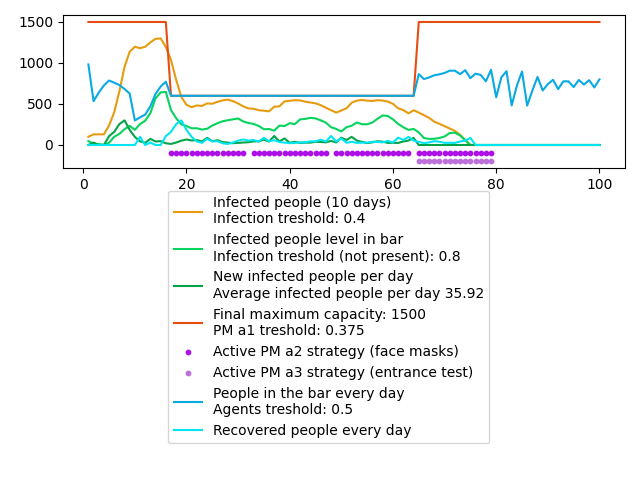 1500
1000
500
0
0 20 40 60 80 100
Infected people (10 days)
Infection treshold: 0.4
Infected people level in bar
Infection treshold (not present): 0.8
New infected people per day
Average infected people per day 35.92
Final maximum capacity: 1500
PM a1 treshold: 0.375
Active PM a2 strategy (face masks)
Active PM a3 strategy (entrance test)
People in the bar every day
Agents treshold: 0.5
Recovered people every day